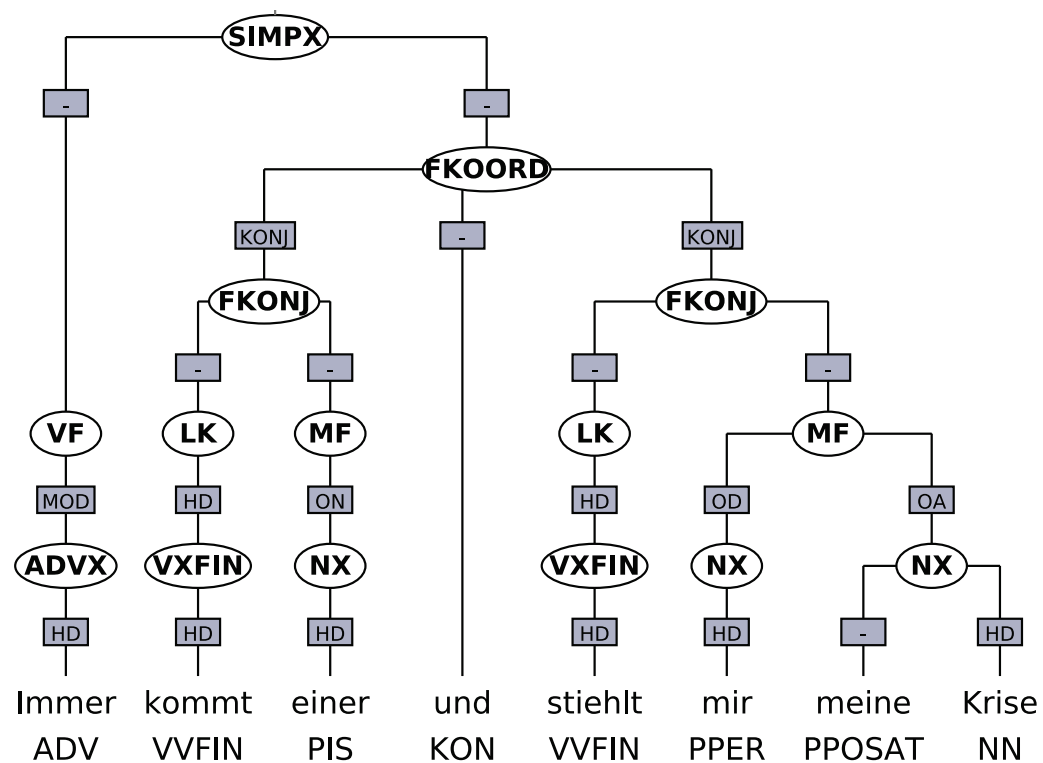 SIMPX
- -
FKOORD
KONJ - KONJ
FKONJ FKONJ
- - - -
VF LK MF LK MF
MOD HD ON HD OD OA
ADVX VXFIN NX VXFIN NX NX
HD HD HD HD HD - HD
Immer kommt einer und stiehlt mir meine Krise
ADV VVFIN PIS KON VVFIN PPER PPOSAT NN